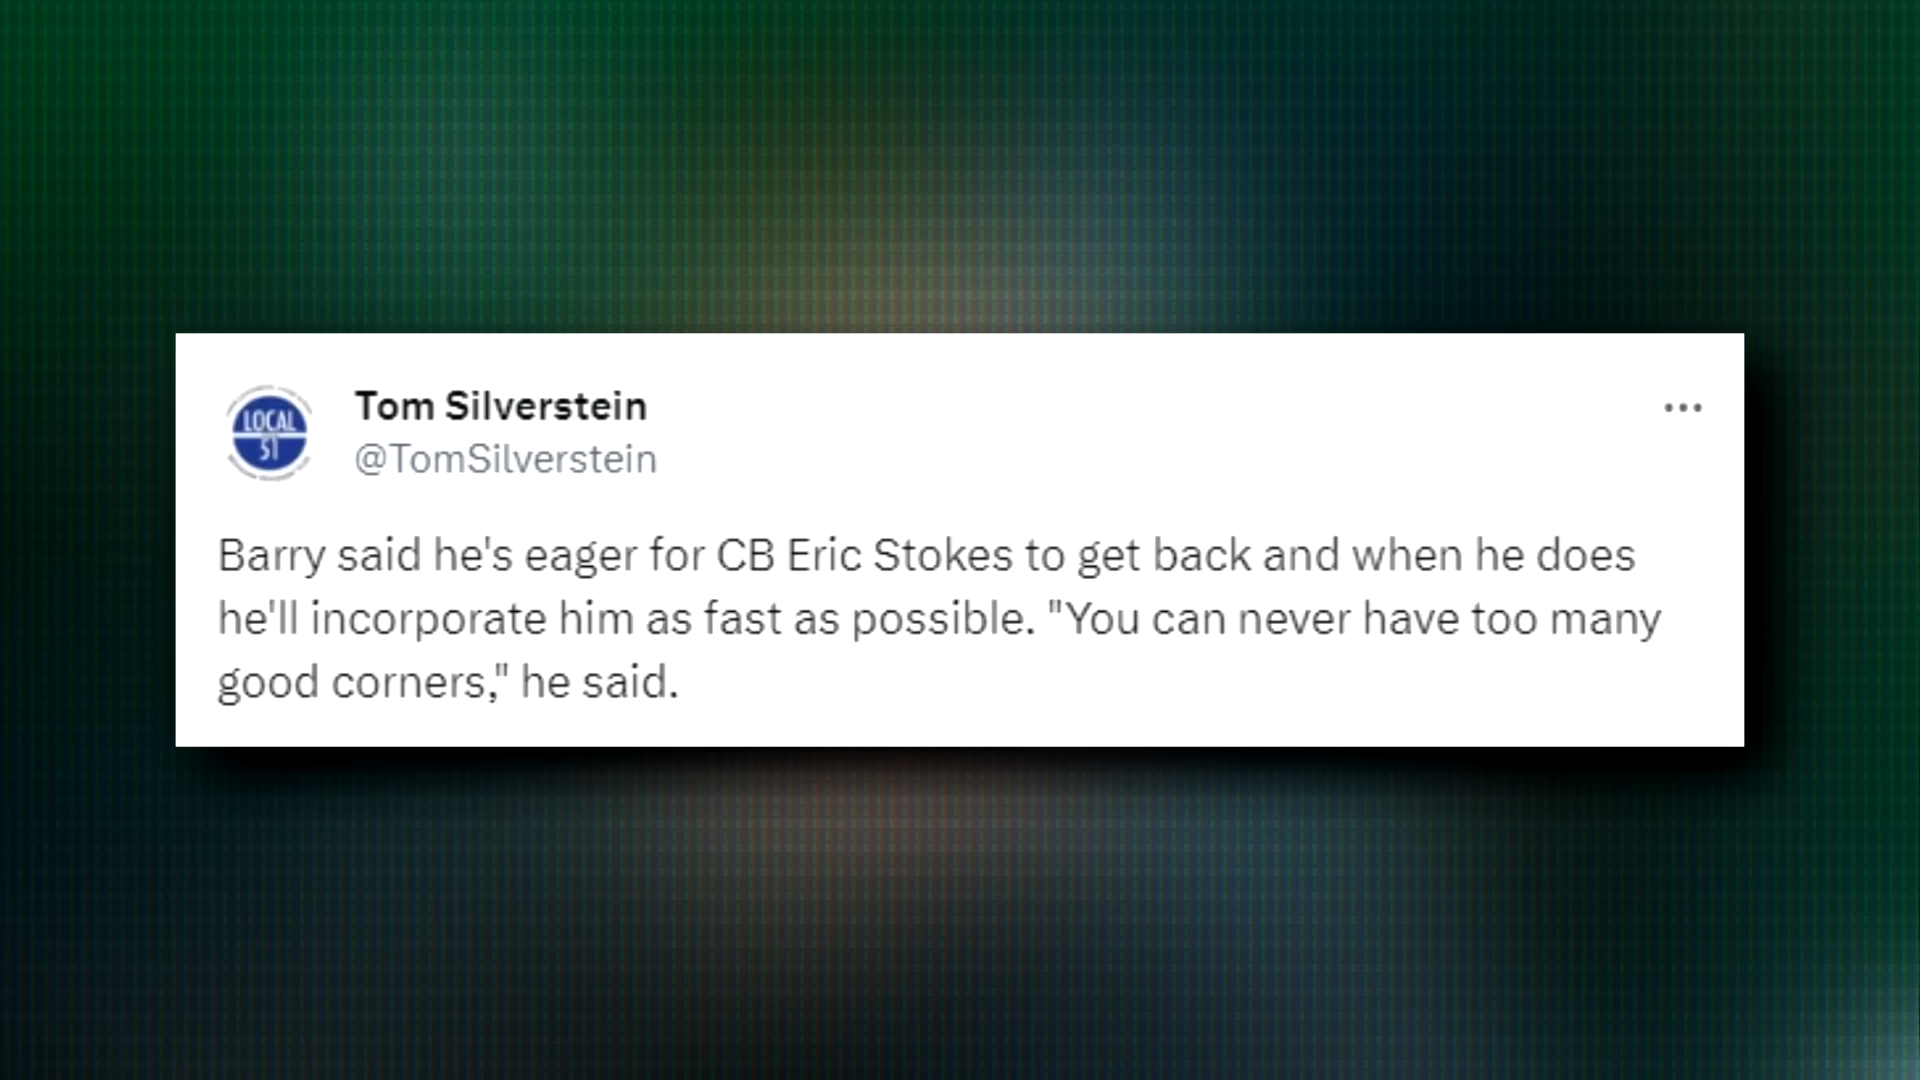 LOCAL
51
Tom Silverstein
@TomSilverstein
Barry said he's eager for CB Eric Stokes to get back and when he does
he'll incorporate him as fast as possible. "You can never have too many
good corners," he said.